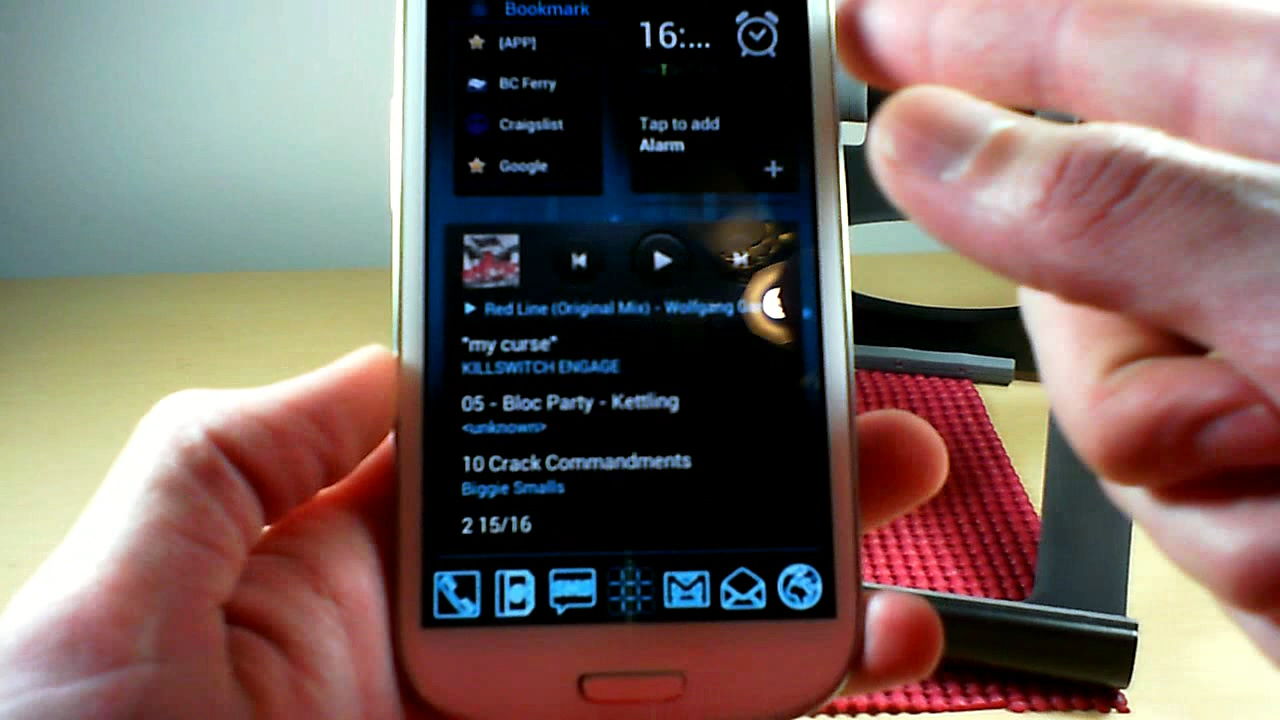 Bookmark
[APP]
BC Ferry
Craigslist
Google
16:...
Tap to add
Alarm
Red Line (Original Mix) - Wolfgang
"my curse"
KILLSWITCH ENGAGE
05 - Bloc Party - Kettling
<unknown>
10 Crack Commandments
Biggie Smalls
2 15/16